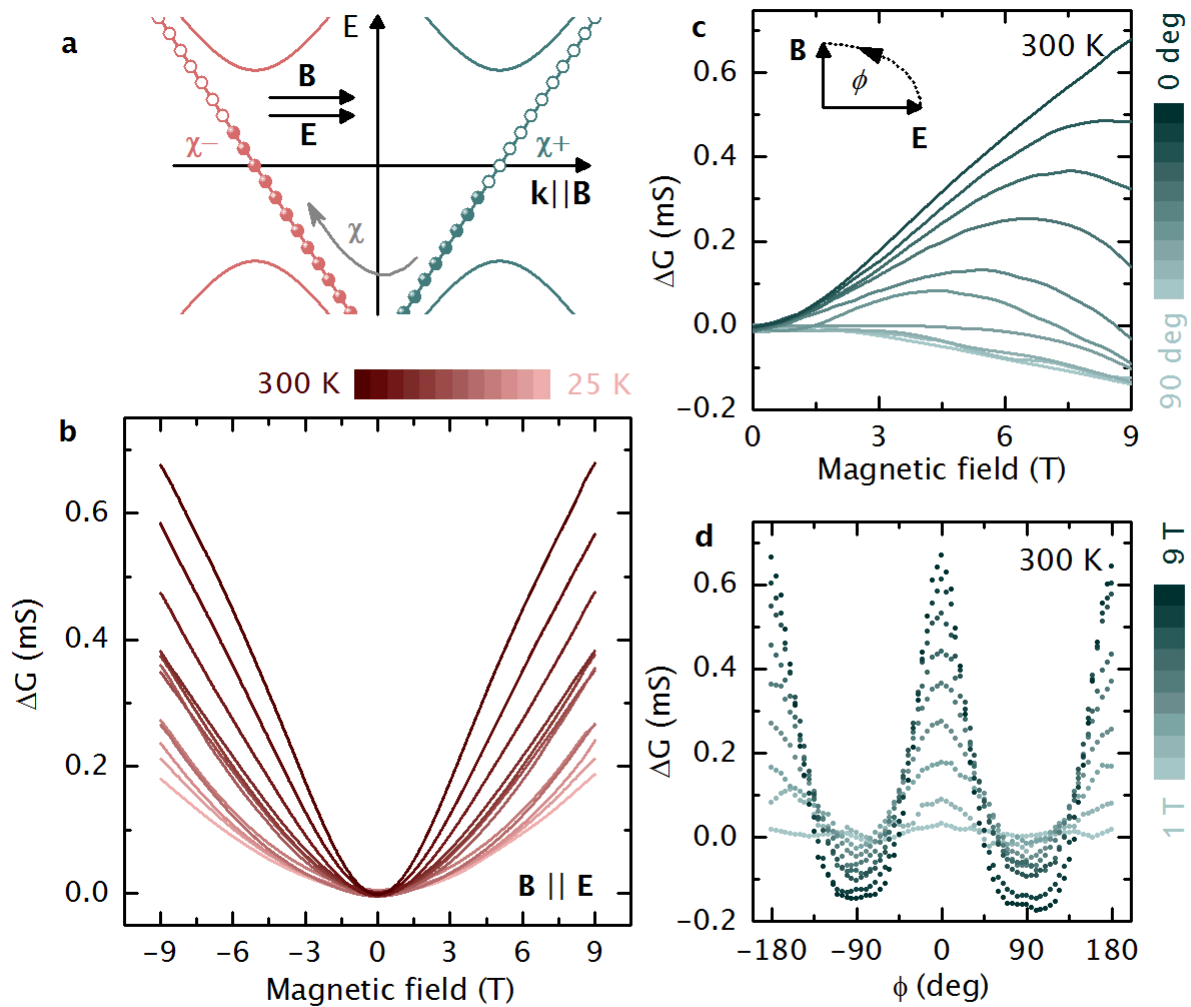 a
E
B
E
χ−
χ+
k||B
χ
300 K
25 K
b
0.6
0.4
0.2
0.0
ΔG (mS)
B || E
−9
−6
−3
0
3
6
9
Magnetic field (T)
c
300 K
B
ϕ
E
0.6
0.4
0.2
0.0
−0.2
ΔG (mS)
0
3
6
9
Magnetic field (T)
0 deg
90 deg
d
300 K
0.6
0.4
0.2
0.0
−0.2
ΔG (mS)
-180
-90
0
90
180
ϕ (deg)
9 T
1 T